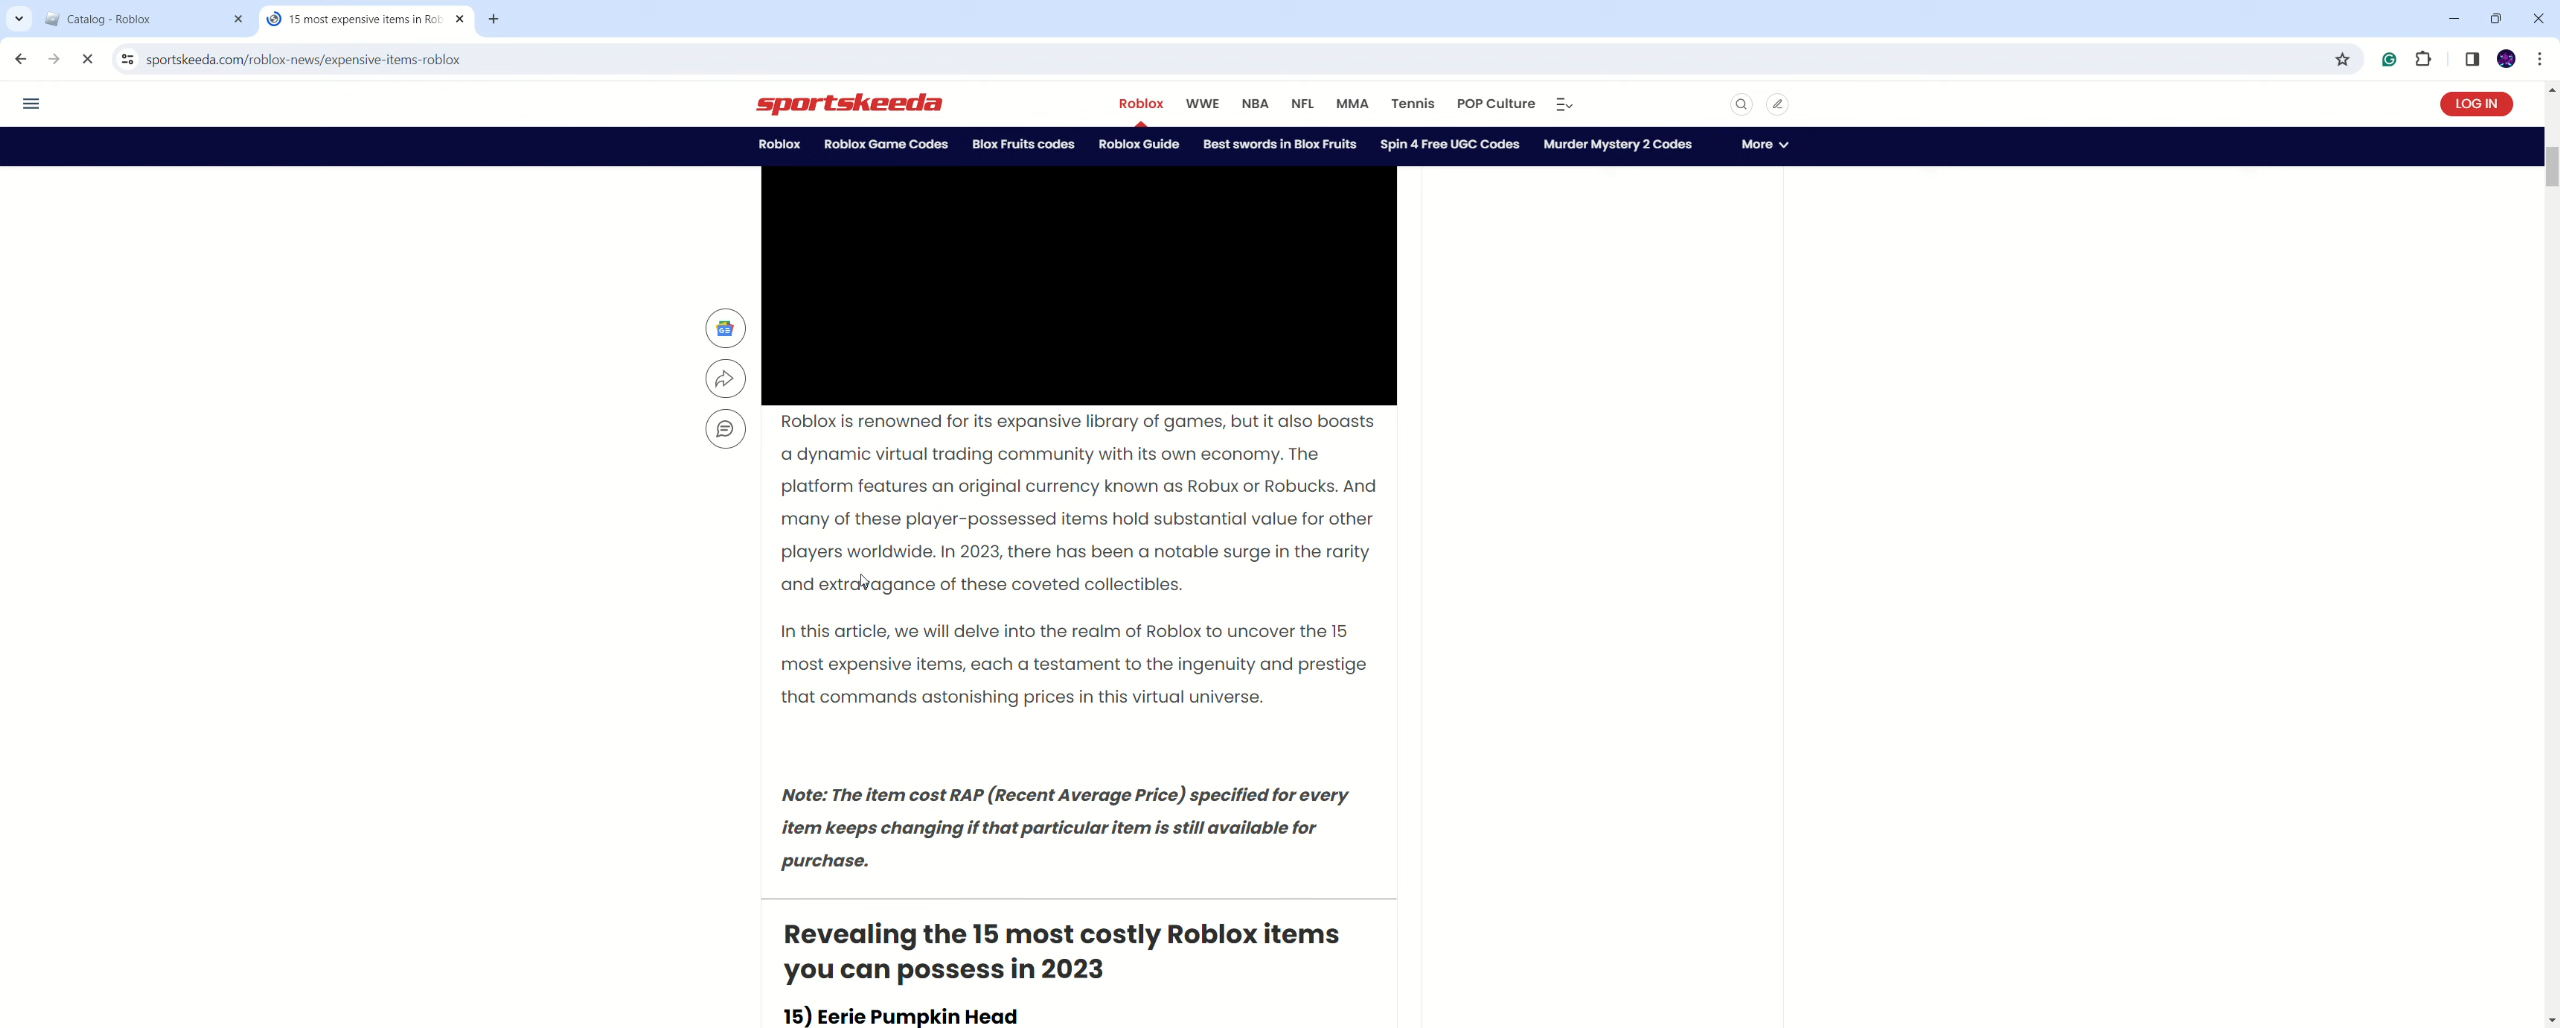 Catalog - Roblox
15 most expensive items in Rob
sportskeeda.com/roblox-news/expensive-items-roblox
sportskeeda
Roblox WWE NBA NFL MMA Tennis POP Culture
LOG IN
Roblox Roblox Game Codes Blox Fruits codes Roblox Guide Best swords in Blox Fruits Spin 4 Free UGC Codes Murder Mystery 2 Codes More
Roblox is renowned for its expansive library of games, but it also boasts
a dynamic virtual trading community with its own economy. The
platform features an original currency known as Robux or Robucks. And
many of these player-possessed items hold substantial value for other
players worldwide. In 2023, there has been a notable surge in the rarity
and extravagance of these coveted collectibles.
In this article, we will delve into the realm of Roblox to uncover the 15
most expensive items, each a testament to the ingenuity and prestige
that commands astonishing prices in this virtual universe.
Note: The item cost RAP (Recent Average Price) specified for every
item keeps changing if that particular item is still available for
purchase.
Revealing the 15 most costly Roblox items
you can possess in 2023
15) Eerie Pumpkin Head